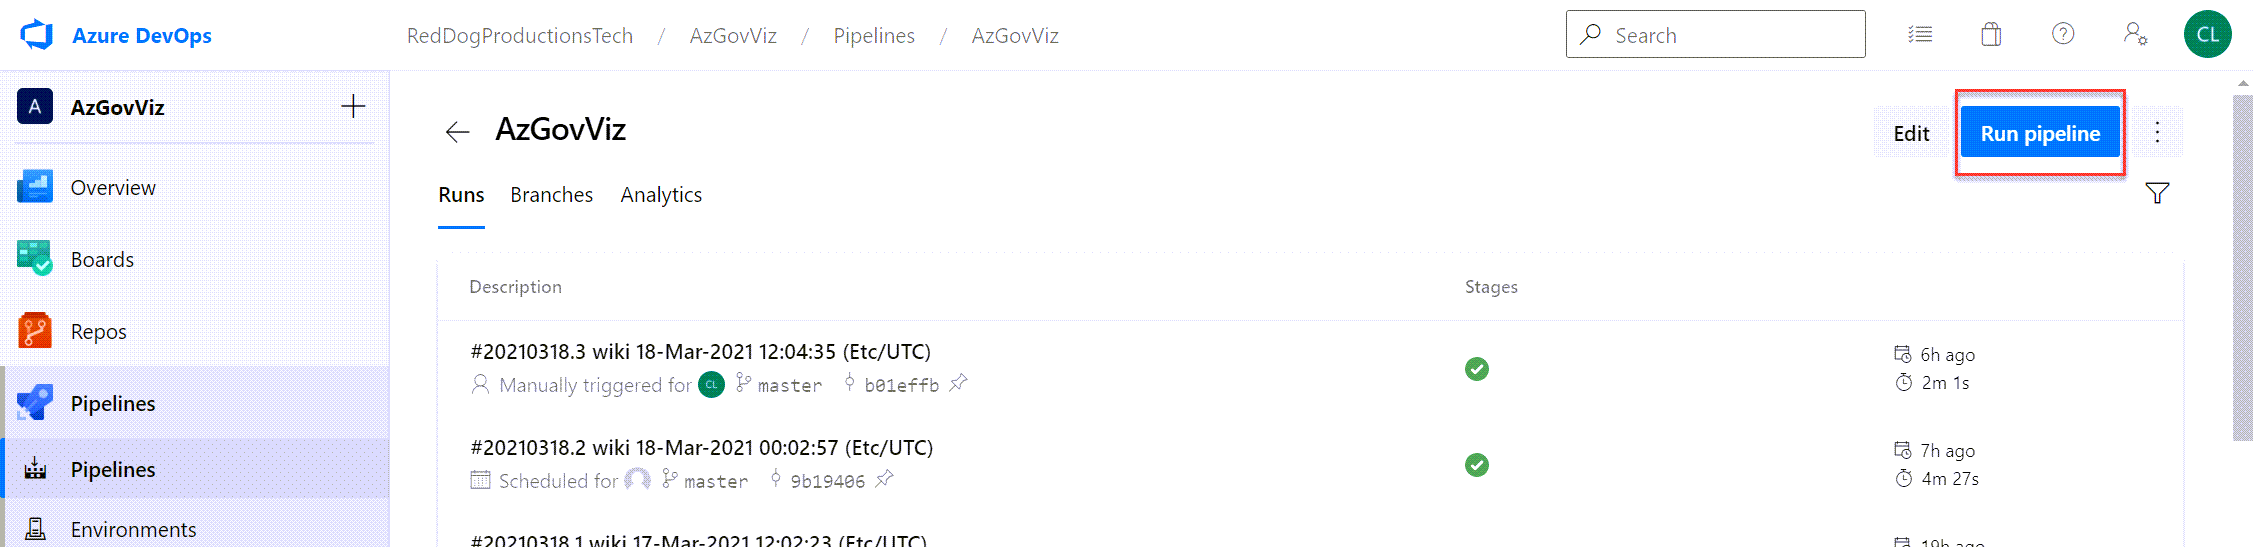 Azure DevOps
RedDogProductionsTech / AzGovViz / Pipelines / AzGovViz
Search
CL
A AzGovViz
Overview
Boards
Repos
Pipelines
Pipelines
Environments
AzGovViz
Edit
Run pipeline
Runs Branches Analytics
Description Stages
#20210318.3 wiki 18-Mar-2021 12:04:35 (Etc/UTC)
Manually triggered for CL master b01effb
6h ago
2m 1s
#20210318.2 wiki 18-Mar-2021 00:02:57 (Etc/UTC)
Scheduled for master 9b19406
7h ago
4m 27s
#20210318.1 wiki 17-Mar-2021 12:02:23 (Etc/UTC)
19h ago